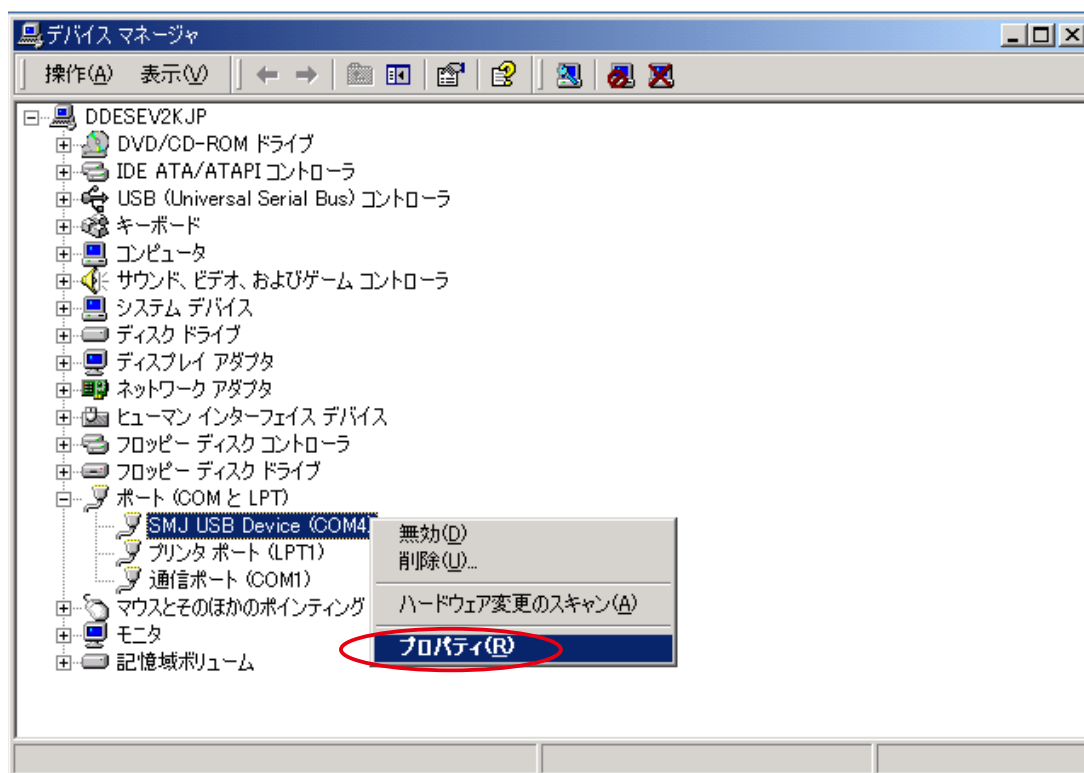 デバイス マネージャ
操作(A) 表示(V)
DDESEV2KJP
DVD/CD-ROM ドライブ
IDE ATA/ATAPI コントローラ
USB (Universal Serial Bus) コントローラ
キーボード
コンピュータ
サウンド、ビデオ、およびゲーム コントローラ
システム デバイス
ディスク ドライブ
ディスプレイ アダプタ
ネットワーク アダプタ
ヒューマン インターフェイス デバイス
フロッピー ディスク コントローラ
フロッピー ディスク ドライブ
ポート (COM と LPT)
SMJ USB Device (COM4)
プリンタ ポート (LPT1)
通信ポート (COM1)
マウスとそのほかのポインティング
モニタ
記憶域ボリューム
無効(D)
削除(U)...
ハードウェア変更のスキャン(A)
プロパティ(R)